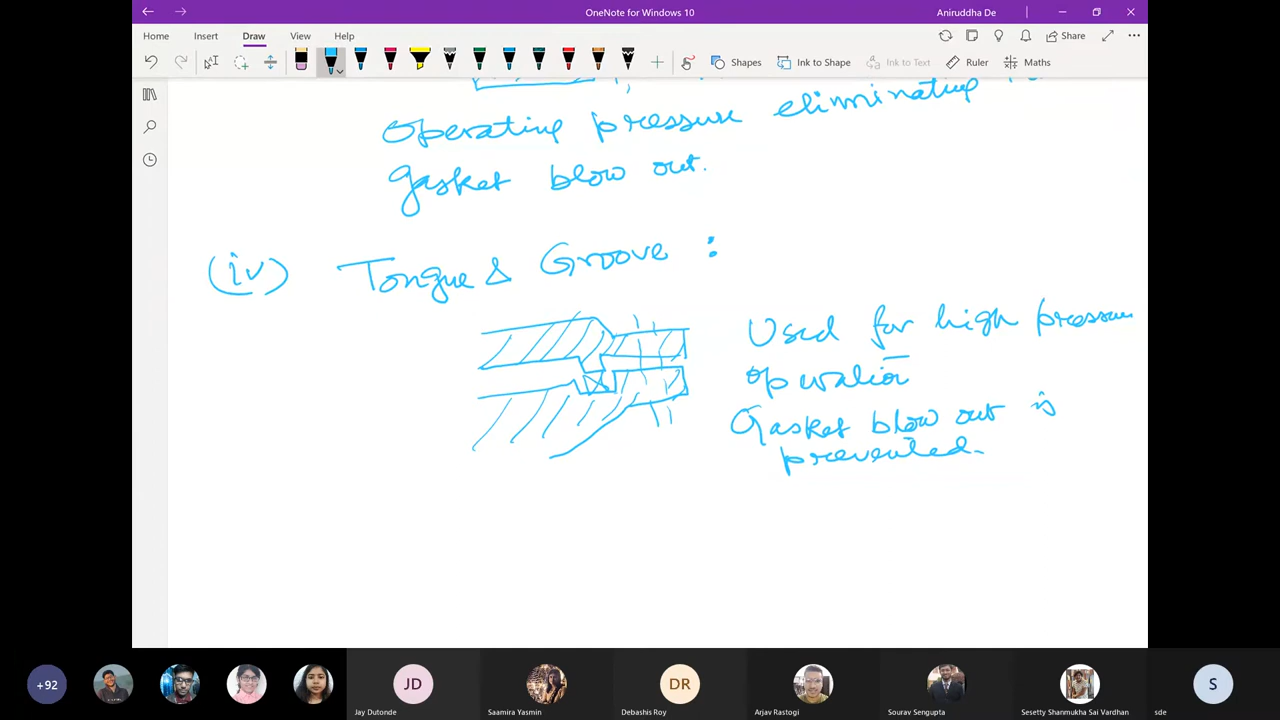 OneNote for Windows 10
Aniruddha De
Home Insert Draw View Help
Share
Shapes Ink to Shape Ink to Text Ruler Maths
operating pressure eliminating
gasket blow out.
(iv) Tongue & Groove :
Used for high pressure
operation
Gasket blow out is
prevented.
+92 JD DR S
Jay Dutonde Saamira Yasmin Debashis Roy Arjav Rastogi Sourav Sengupta Sesetty Shanmukha Sai Vardhan sde